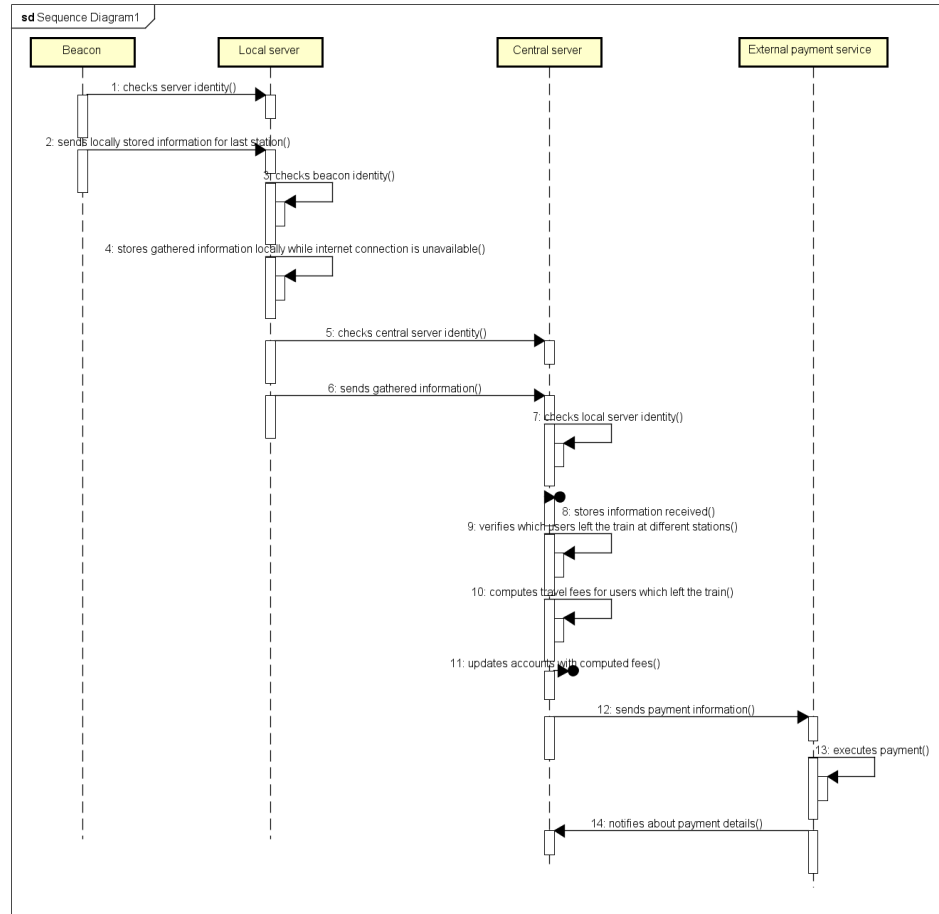 sd Sequence Diagram1
Beacon
Local server
Central server
External payment service
1: checks server identity()
2: sends locally stored information for last station()
3: checks beacon identity()
4: stores gathered information locally while internet connection is unavailable()
5: checks central server identity()
6: sends gathered information()
7: checks local server identity()
8: stores information received()
9: verifies which users left the train at different stations()
10: computes travel fees for users which left the train()
11: updates accounts with computed fees()
12: sends payment information()
13: executes payment()
14: notifies about payment details()